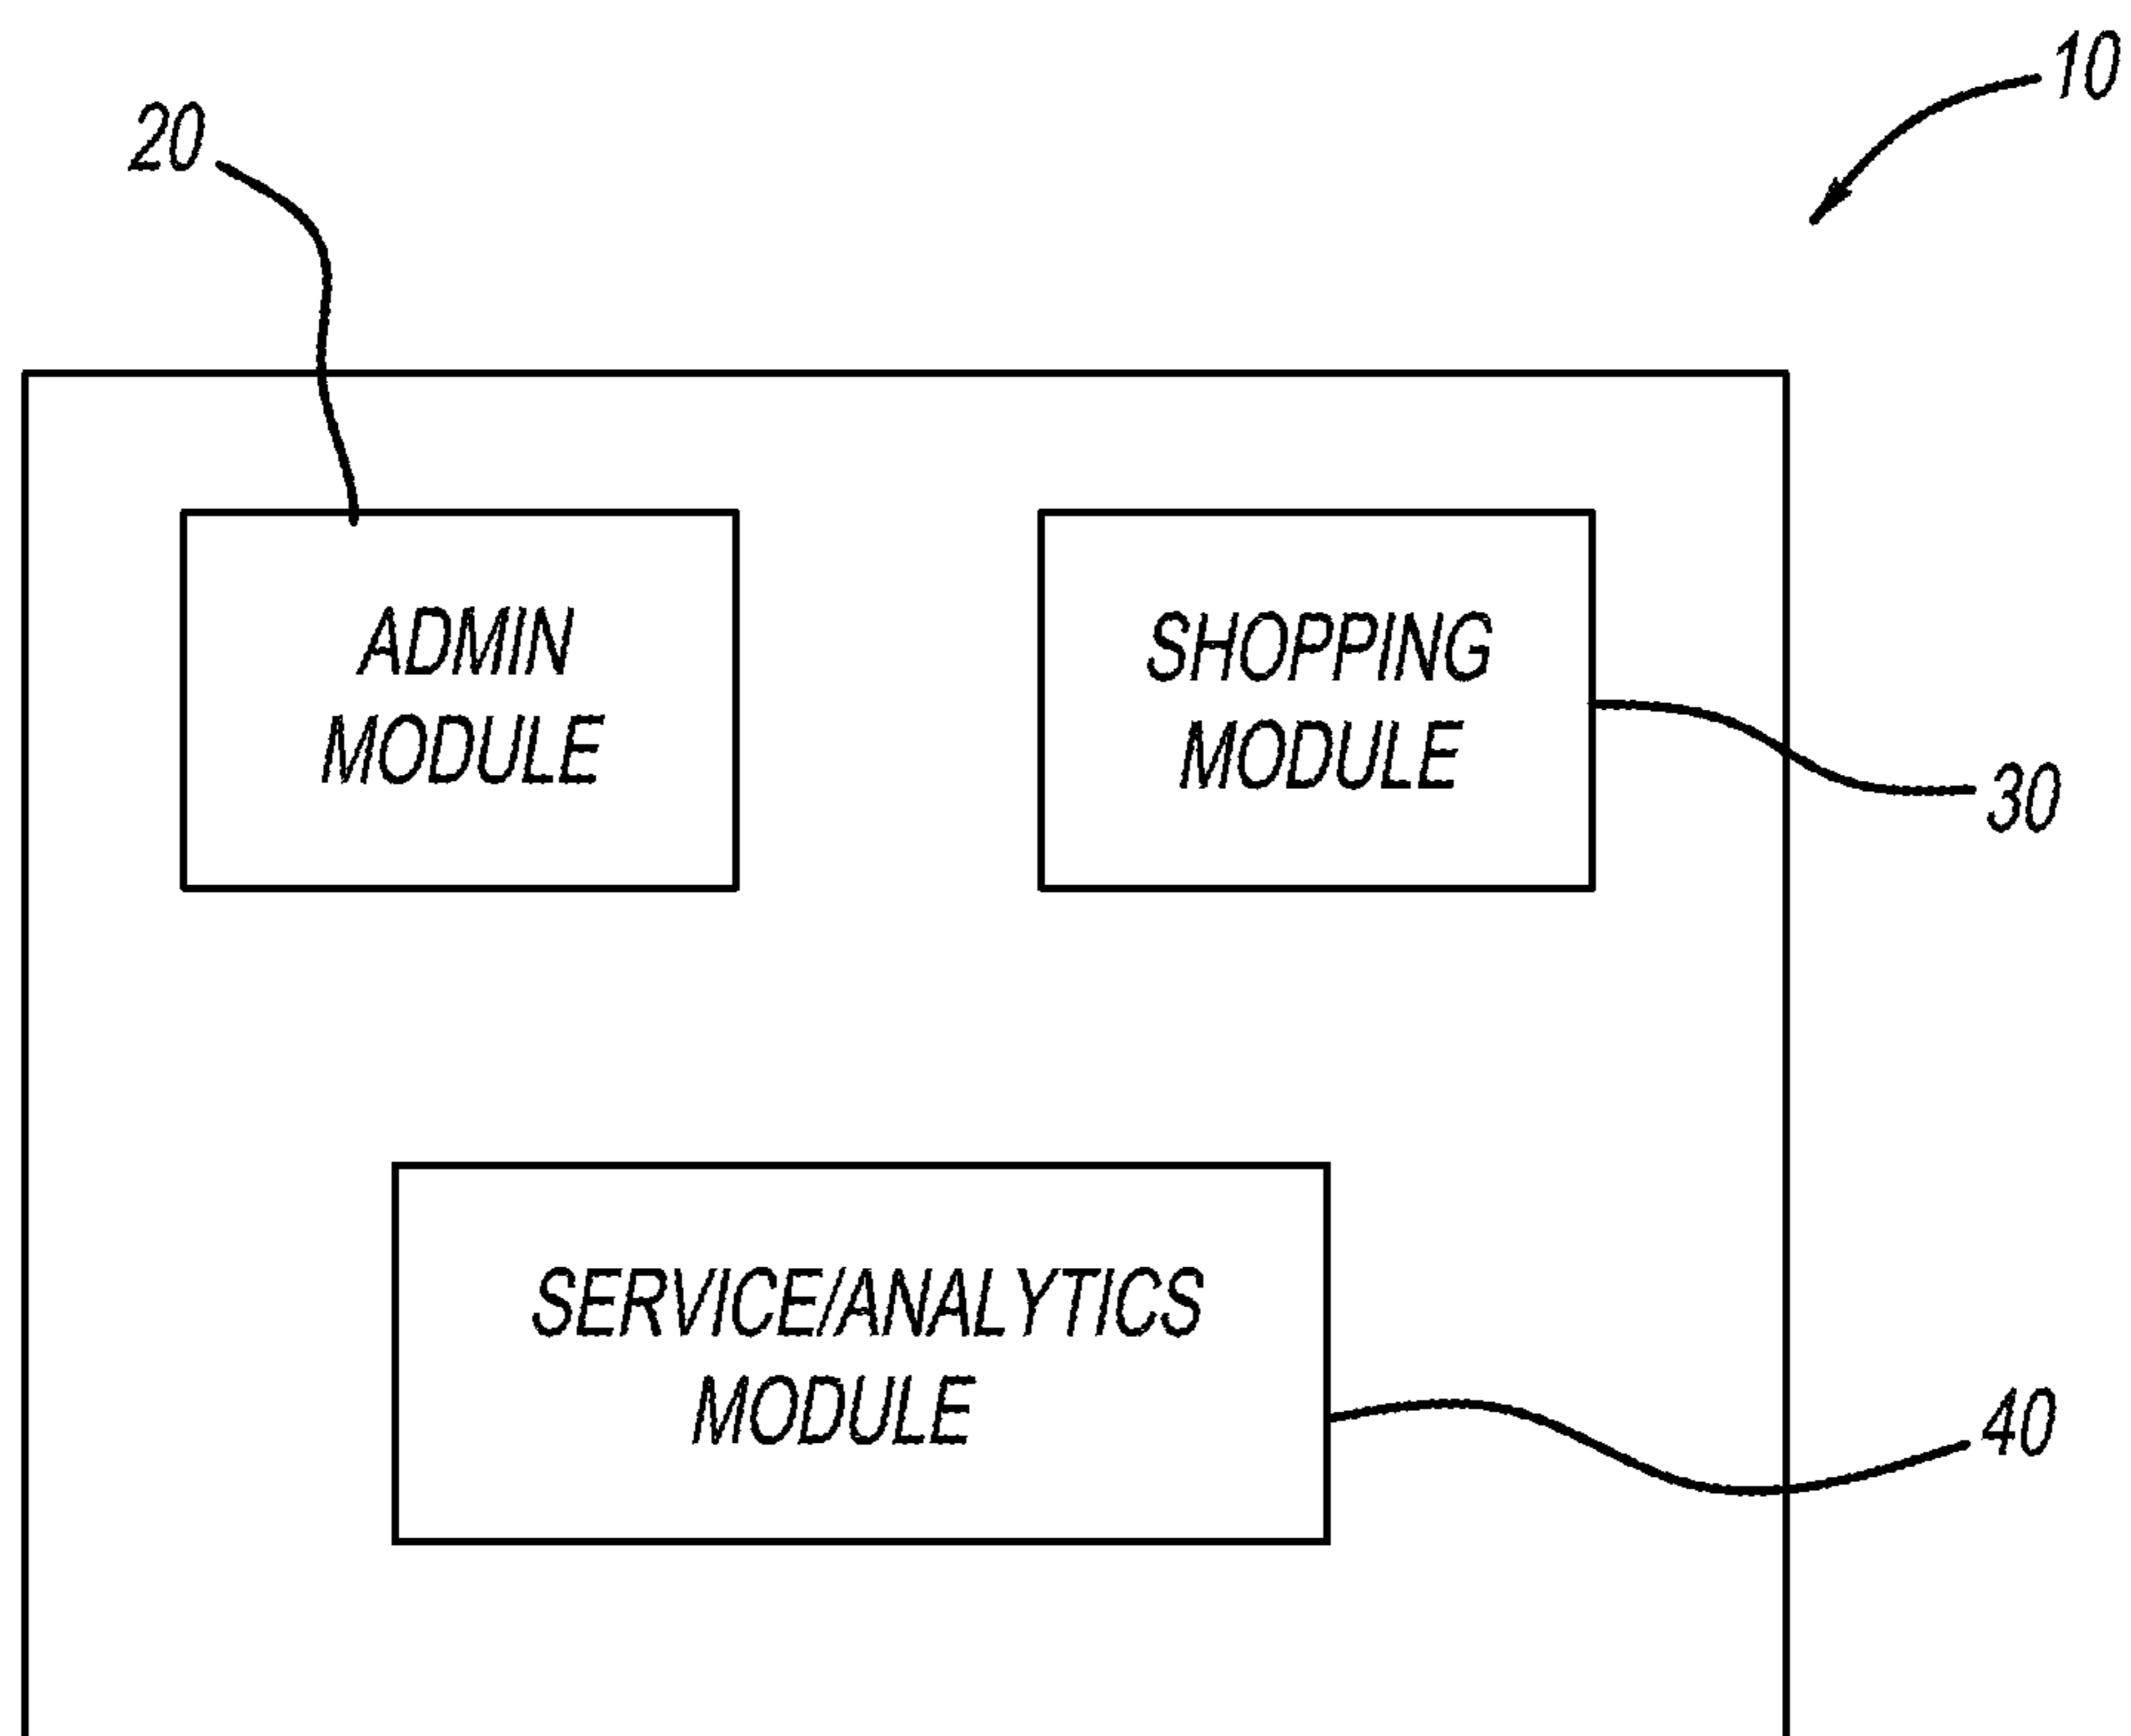 10
20
ADMIN
MODULE
SHOPPING
MODULE
30
SERVICE/ANALYTICS
MODULE
40